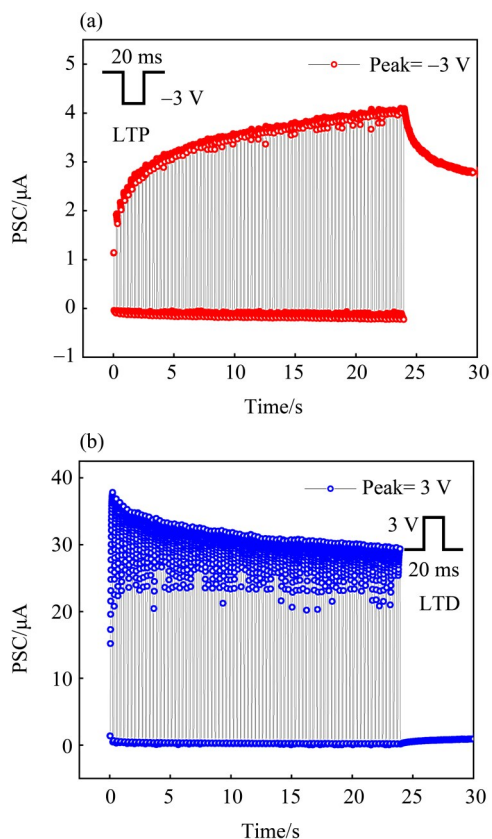 (a)
20 ms
–3 V
Peak= –3 V
LTP
5
4
3
2
1
0
–1
PSC/μA
0 5 10 15 20 25 30
Time/s
(b)
Peak= 3 V
3 V
20 ms
LTD
40
30
20
10
0
PSC/μA
0 5 10 15 20 25 30
Time/s